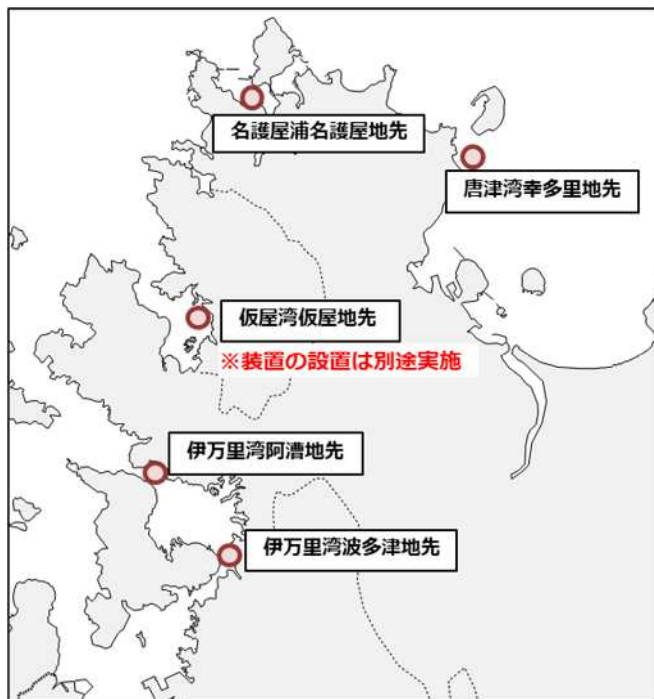 名護屋浦名護屋地先
唐津湾幸多里地先
仮屋湾仮屋地先
※装置の設置は別途実施
伊万里湾阿漕地先
伊万里湾波多津地先